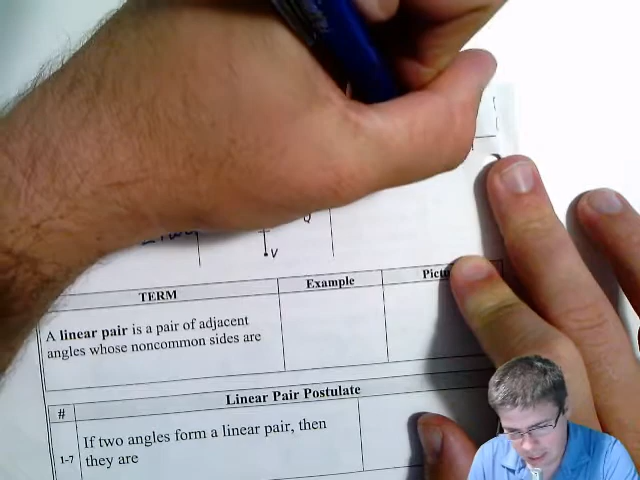 Q
V
TERM
Example
A linear pair is a pair of adjacent
angles whose noncommon sides are
# Linear Pair Postulate
1-7 If two angles form a linear pair, then
they are